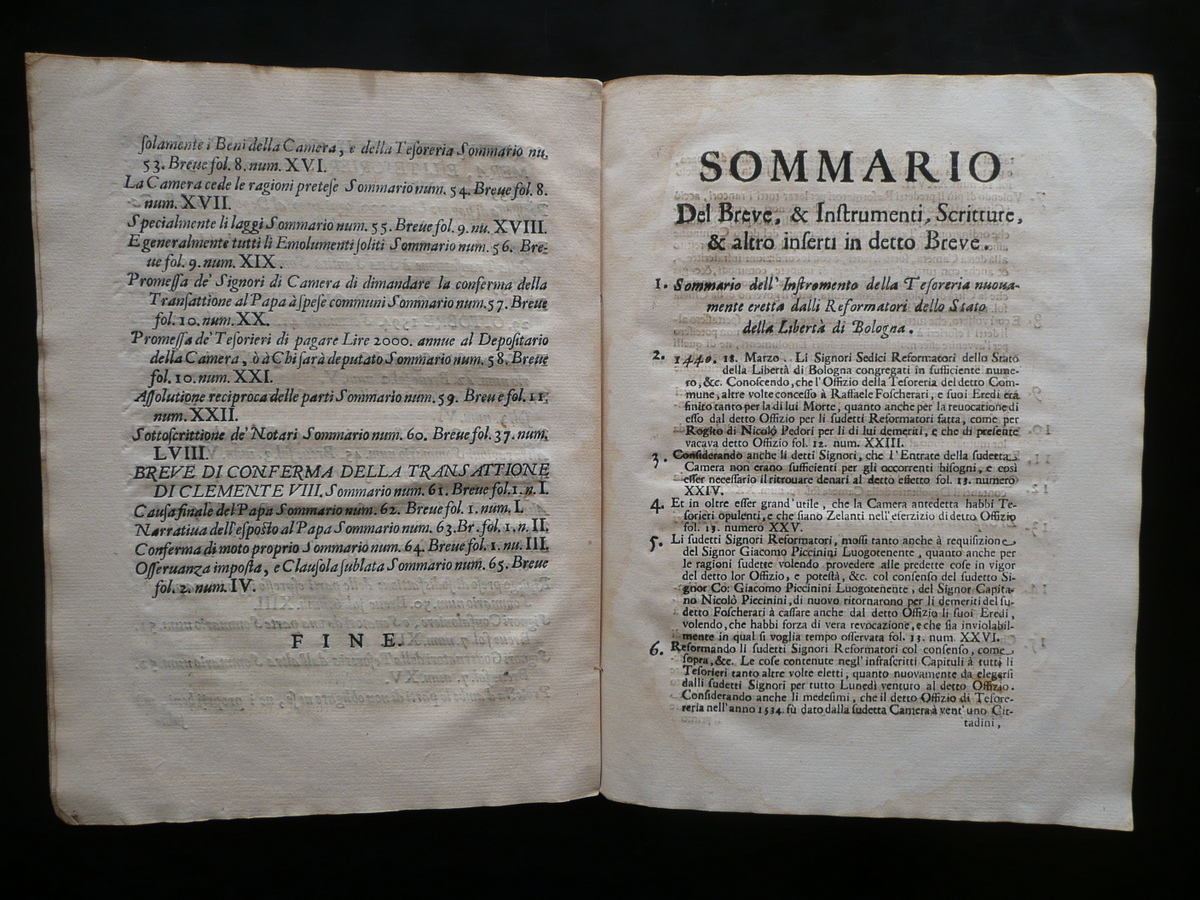 solamente i Beni della Camera, e della Tesoreria Sommario nu.
53. Breue fol. 8. num. XVI.
La Camera cede le ragioni pretese Sommario num. 54. Breue fol. 8.
num. XVII.
Specialmente li laggi Sommario num. 55. Breue fol. 9. nu. XVIII.
E generalmente tutti li Emolumenti soliti Sommario num. 56. Bre-
ue fol. 9. num. XIX.
Promessa de' Signori di Camera di dimandare la conferma della
Transattione al Papa à spese communi Sommario num. 57. Breue
fol. 10. num. XX.
Promessa de' Tesorieri di pagare Lire 2000. annue al Depositario
della Camera, ò à Chi sarà deputato Sommario num. 58. Breue
fol. 10. num. XXI.
Assolutione reciproca delle parti Sommario num. 59. Breue fol. 11.
num. XXII.
Sottoscrittione de' Notari Sommario num. 60. Breue fol. 37. num.
LVIII.
BREVE DI CONFERMA DELLA TRANSATTIONE
DI CLEMENTE VIII. Sommario num. 61. Breue fol. 1. n. I.
Causa finale del Papa Sommario num. 62. Breue fol. 1. num. I.
Narratiua dell'esposto al Papa Sommario num. 63. Br. fol. 1. n. II.
Conferma di moto proprio Sommario num. 64. Breue fol. 1. nu. III.
Osseruanza imposta, e Clausola sublata Sommario num. 65. Breue
fol. 2. num. IV.
FINE.
SOMMARIO
Del Breve, & Instrumenti, Scritture,
& altro inserti in detto Breve.
1. Sommario dell' Instromento della Tesoreria nuova-
mente eretta dalli Reformatori dello Stato
della Libertà di Bologna.
2. 1440. 18. Marzo. Li Signori Sedici Reformatori dello Stato
della Libertà di Bologna congregati in sufficiente nume-
ro, &c. Conoscendo, che l'Offizio della Tesoreria del detto Com-
mune, altre volte concesso à Raffaele Foscherari, e suoi Eredi era
finito tanto per la di lui Morte, quanto anche per la revocatione di
esso dal detto Offizio per li sudetti Reformatori fatta, come per
Rogito di Nicolò Pedori per li di lui demeriti, e che di presente
vacava detto Offizio fol. 12. num. XXIII.
3. Considerando anche li detti Signori, che l'Entrate della sudetta
Camera non erano sufficienti per gli occorrenti bisogni, e così
esser necessario il ritrouare denari al detto effetto fol. 13. numero
XXIV.
4. Et in oltre esser grand'utile, che la Camera antedetta habbi Te-
sorieri opulenti, e che siano Zelanti nell'eserzizio di detto Offizio
fol. 13. numero XXV.
5. Li sudetti Signori Reformatori, mossi tanto anche à requisizione
del Signor Giacomo Piccinini Luogotenente, quanto anche per
le ragioni sudette volendo provedere alle predette cose in vigor
del detto lor Offizio, e potestà, &c. col consenso del sudetto Si-
gnor Co: Giacomo Piccinini Luogotenente, del Signor Capita-
no Nicolò Piccinini, di nuovo ritornarono per li demeriti del su-
detto Foscherari à cassare anche dal detto Offizio li suoi Eredi,
volendo, che habbi forza di vera revocazione, e che sia inviolabil-
mente in qual si voglia tempo osservata fol. 13. num. XXVI.
6. Reformando li sudetti Signori Reformatori col consenso, come
sopra, &c. Le cose contenute negl'infrascritti Capituli à tutti li
Tesorieri tanto altre volte eletti, quanto nuovamente da elegersi
dalli sudetti Signori per tutto Lunedi venturo al detto Offizio.
Considerando anche li medesimi, che il detto Offizio di Tesore-
reria nell'anno 1534 fu dato dalla sudetta Camera à vent'uno Cit-
tadini,